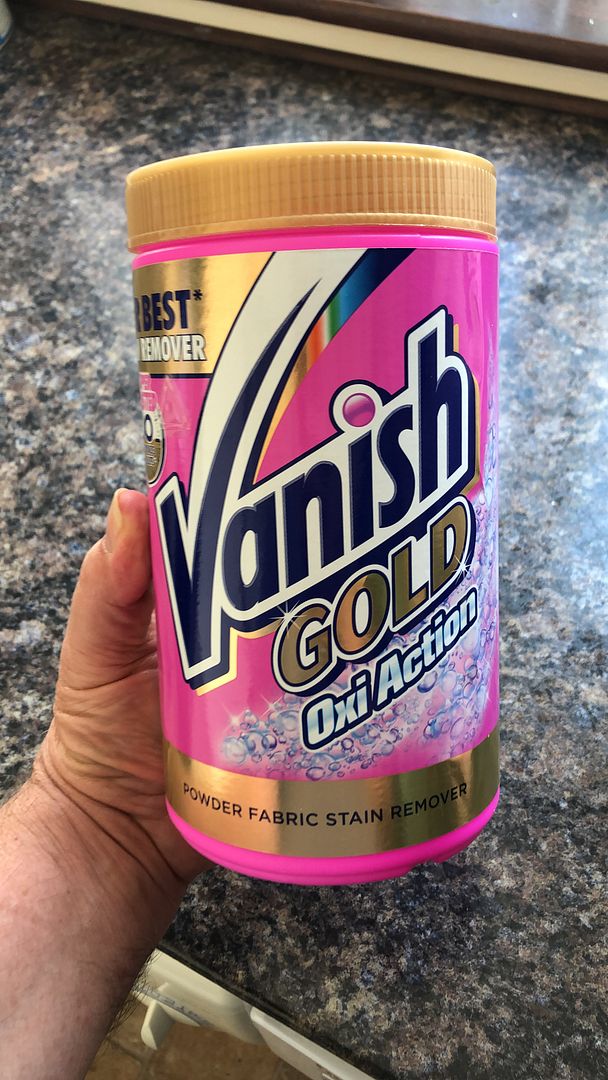 BEST*
REMOVER
Vanish
GOLD
Oxi Action
POWDER FABRIC STAIN REMOVER